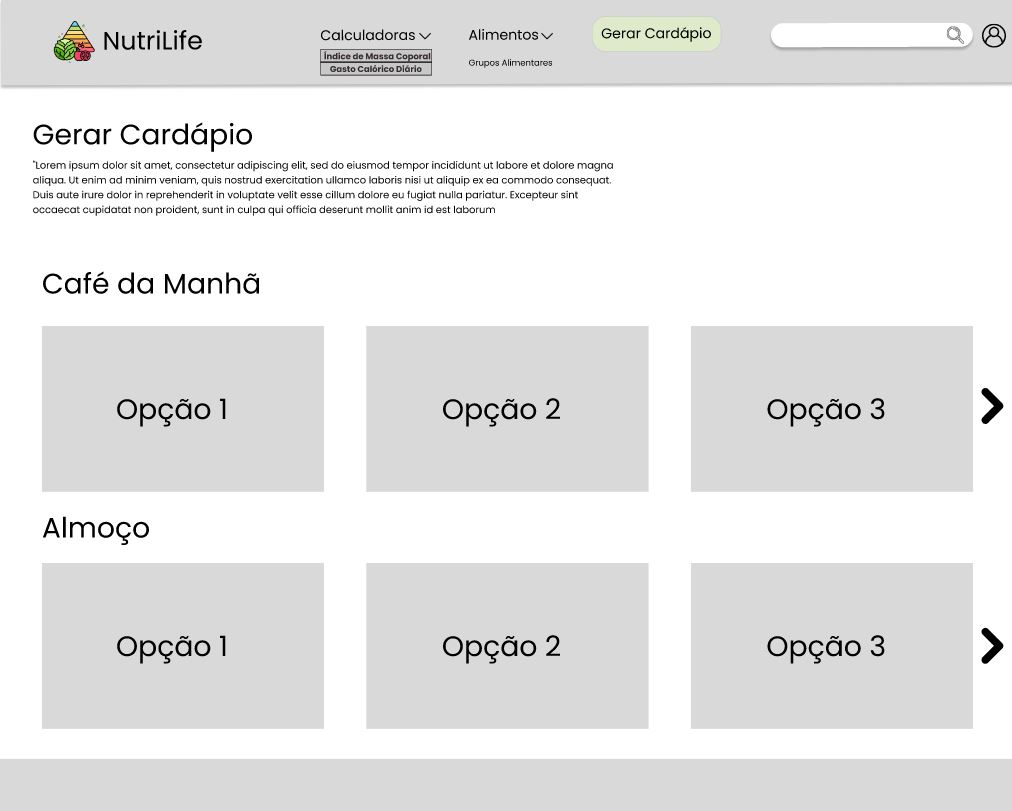 NutriLife
Calculadoras
Índice de Massa Coporal
Gasto Calórico Diário
Alimentos
Grupos Alimentares
Gerar Cardápio
Gerar Cardápio
"Lorem ipsum dolor sit amet, consectetur adipiscing elit, sed do eiusmod tempor incididunt ut labore et dolore magna
aliqua. Ut enim ad minim veniam, quis nostrud exercitation ullamco laboris nisi ut aliquip ex ea commodo consequat.
Duis aute irure dolor in reprehenderit in voluptate velit esse cillum dolore eu fugiat nulla pariatur. Excepteur sint
occaecat cupidatat non proident, sunt in culpa qui officia deserunt mollit anim id est laborum
Café da Manhã
Opção 1
Opção 2
Opção 3
Almoço
Opção 1
Opção 2
Opção 3